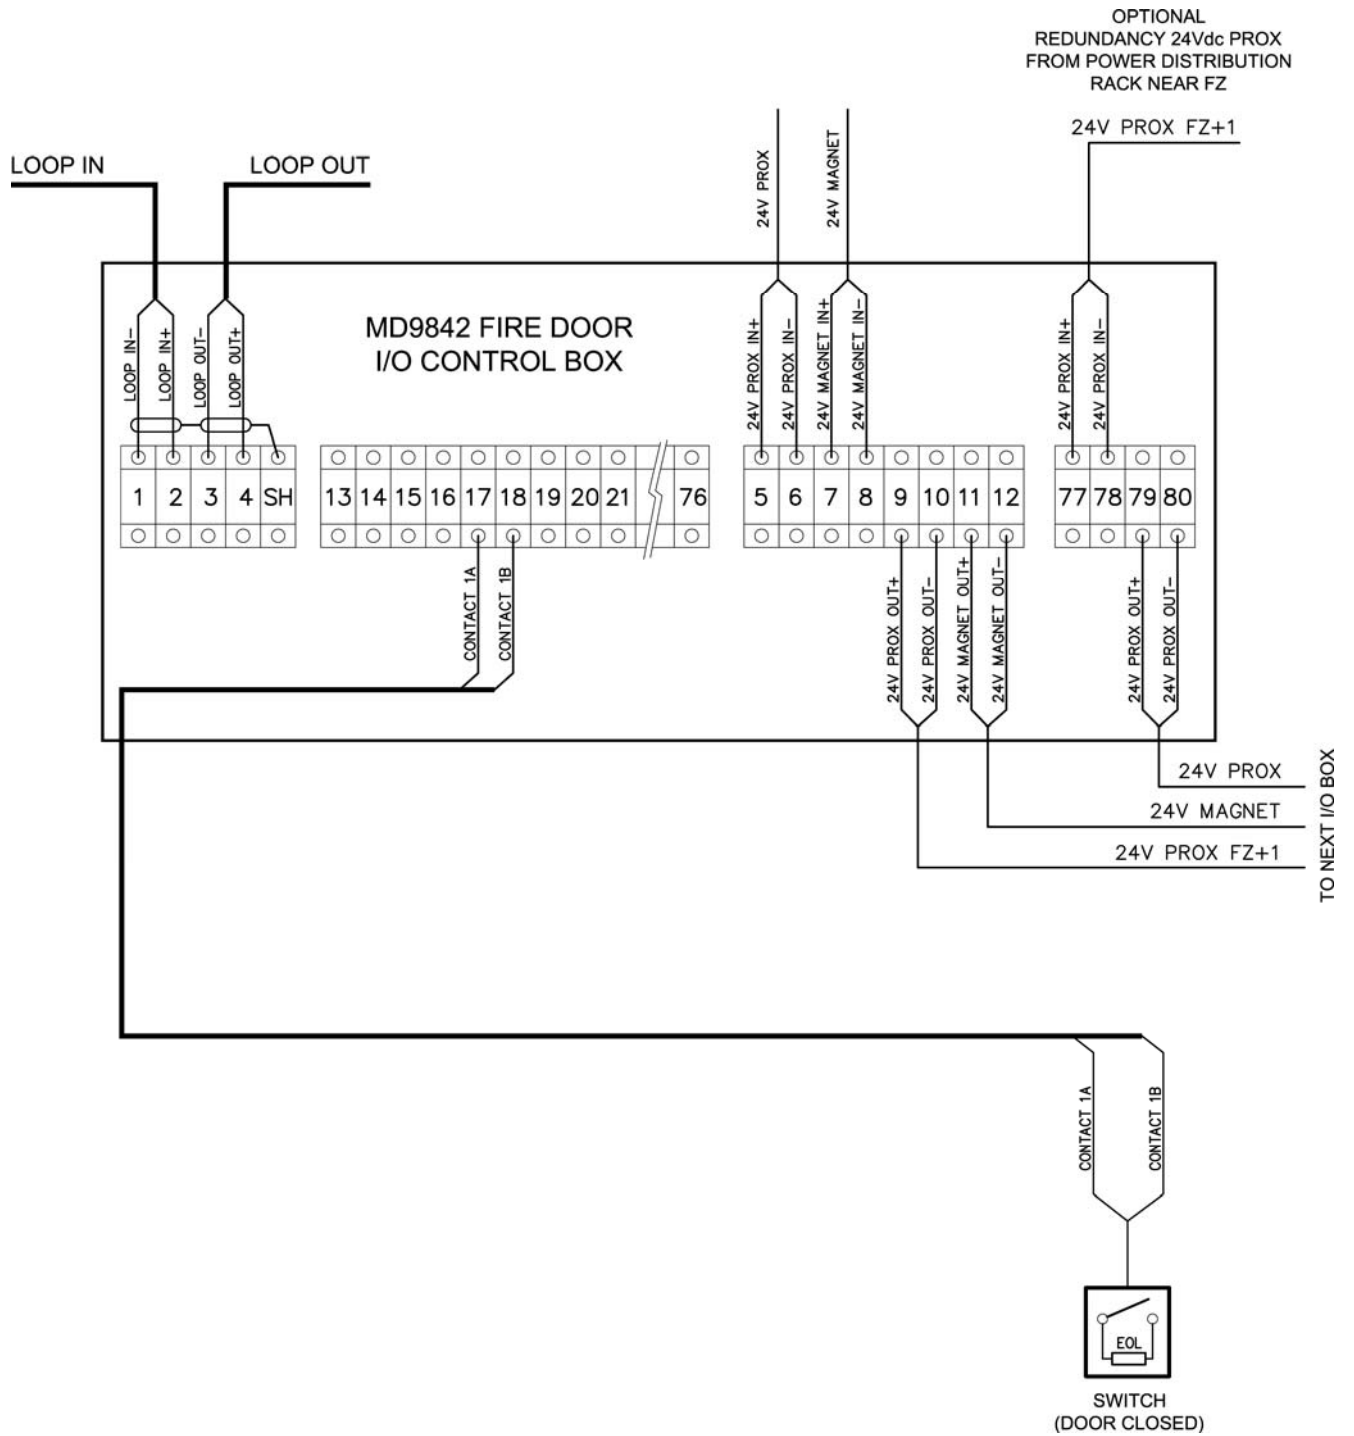 OPTIONAL
REDUNDANCY 24Vdc PROX
FROM POWER DISTRIBUTION
RACK NEAR FZ
24V PROX FZ+1
LOOP IN
LOOP OUT
24V PROX
24V MAGNET
MD9842 FIRE DOOR
I/O CONTROL BOX
LOOP IN-
LOOP IN+
LOOP OUT-
LOOP OUT+
24V PROX IN+
24V PROX IN-
24V MAGNET IN+
24V MAGNET IN-
24V PROX IN+
24V PROX IN-
1 2 3 4 SH
13 14 15 16 17 18 19 20 21 76
5 6 7 8 9 10 11 12
77 78 79 80
CONTACT 1A
CONTACT 1B
24V PROX OUT+
24V PROX OUT-
24V MAGNET OUT+
24V MAGNET OUT-
24V PROX OUT+
24V PROX OUT-
24V PROX
24V MAGNET
24V PROX FZ+1
TO NEXT I/O BOX
CONTACT 1A
CONTACT 1B
EOL
SWITCH
(DOOR CLOSED)